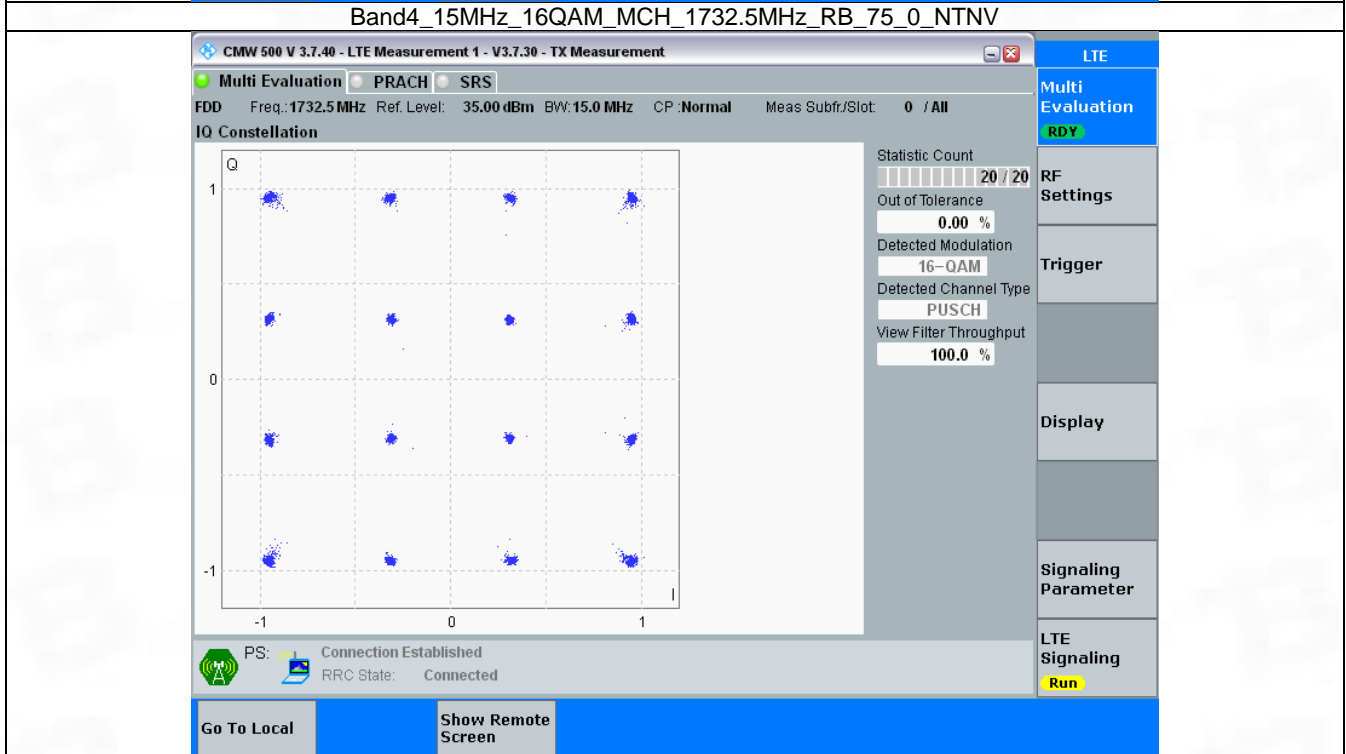 Band4_15MHz_16QAM_MCH_1732.5MHz_RB_75_0_NTNV
CMW 500 V 3.7.40 - LTE Measurement 1 - V3.7.30 - TX Measurement
LTE
Multi Evaluation PRACH SRS
Multi
Evaluation
RDY
FDD Freq.: 1732.5 MHz Ref. Level: 35.00 dBm BW: 15.0 MHz CP : Normal Meas Subfr./Slot: 0 / All
IQ Constellation
Q
1
0
-1
-1 0 1
I
Statistic Count
20 / 20
Out of Tolerance
0.00 %
Detected Modulation
16-QAM
Detected Channel Type
PUSCH
View Filter Throughput
100.0 %
RF
Settings
Trigger
Display
Signaling
Parameter
LTE
Signaling
Run
PS: Connection Established
RRC State: Connected
Go To Local
Show Remote
Screen